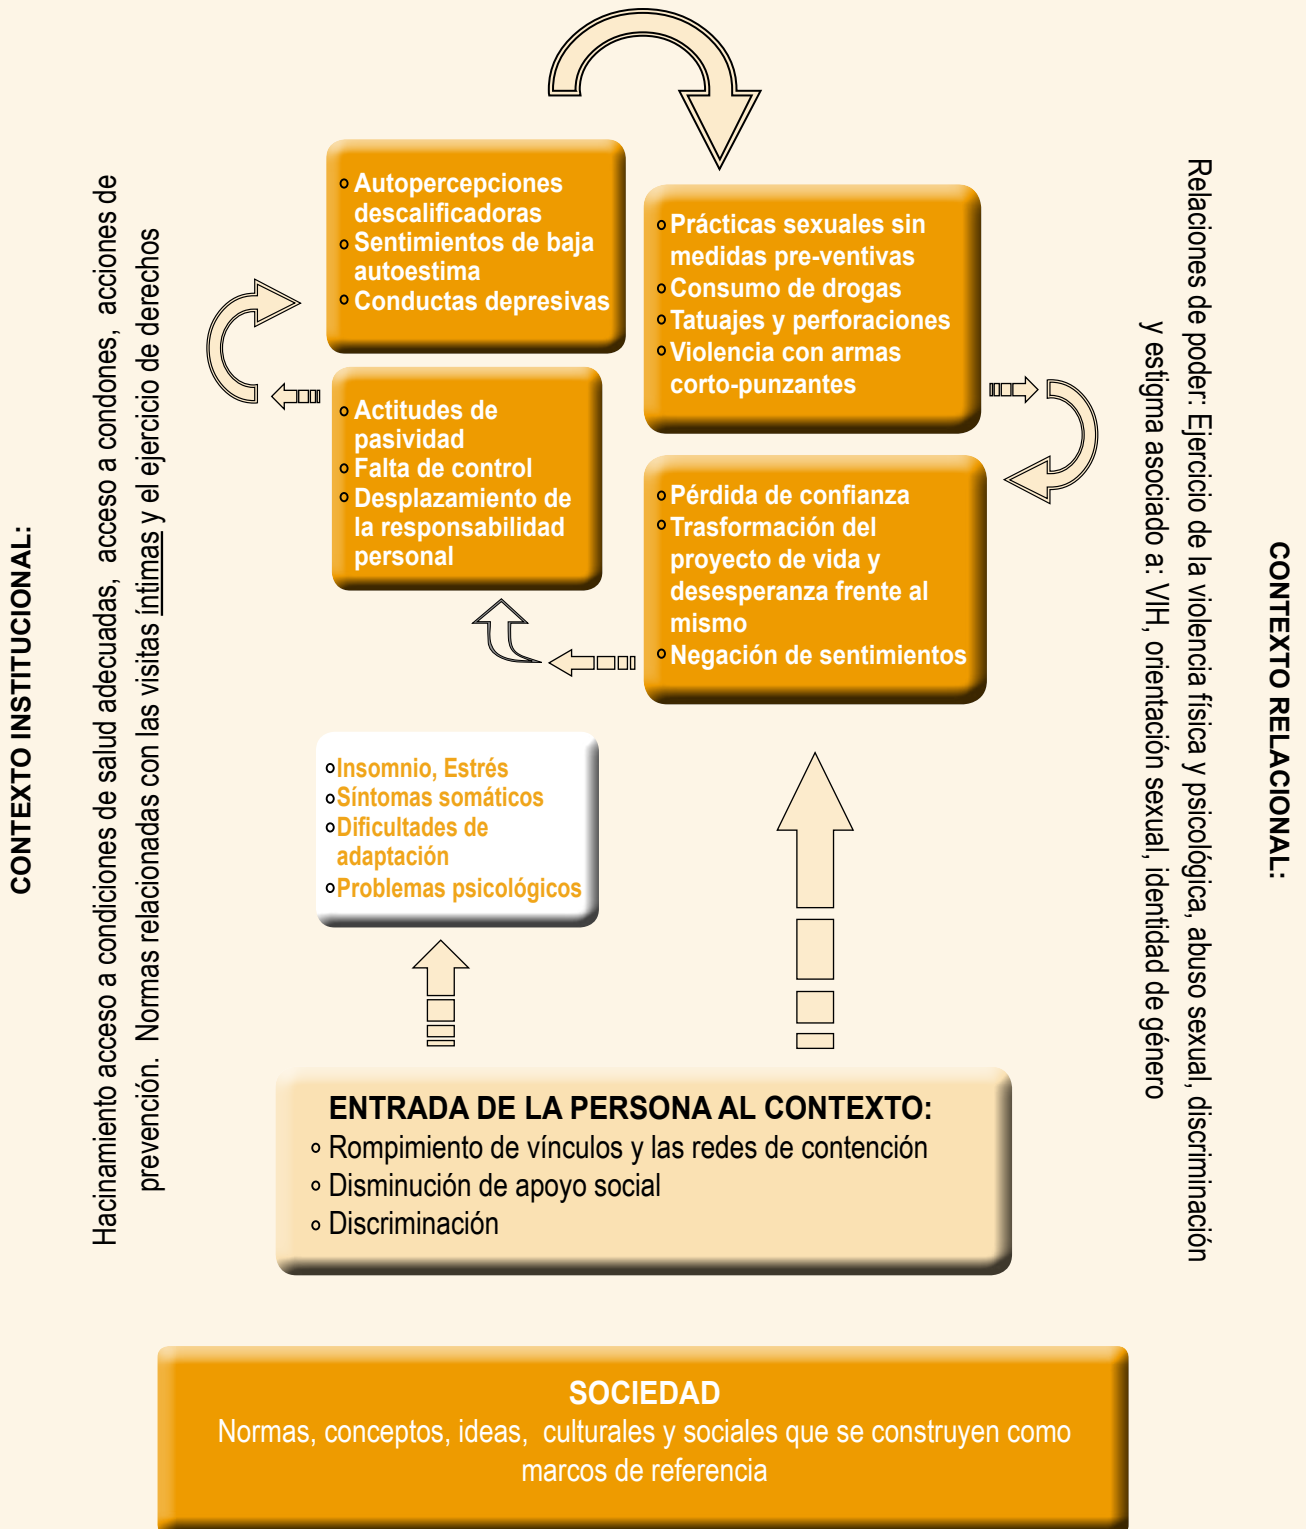 CONTEXTO INSTITUCIONAL:
Hacinamiento acceso a condiciones de salud adecuadas, acceso a condones, acciones de
prevención. Normas relacionadas con las visitas íntimas y el ejercicio de derechos
Autopercepciones
descalificadoras
Sentimientos de baja
autoestima
Conductas depresivas
Prácticas sexuales sin
medidas pre-ventivas
Consumo de drogas
Tatuajes y perforaciones
Violencia con armas
corto-punzantes
Actitudes de
pasividad
Falta de control
Desplazamiento de
la responsabilidad
personal
Pérdida de confianza
Trasformación del
proyecto de vida y
desesperanza frente al
mismo
Negación de sentimientos
Insomnio, Estrés
Síntomas somáticos
Dificultades de
adaptación
Problemas psicológicos
ENTRADA DE LA PERSONA AL CONTEXTO:
Rompimiento de vínculos y las redes de contención
Disminución de apoyo social
Discriminación
SOCIEDAD
Normas, conceptos, ideas, culturales y sociales que se construyen como
marcos de referencia
CONTEXTO RELACIONAL:
Relaciones de poder: Ejercicio de la violencia física y psicológica, abuso sexual, discriminación
y estigma asociado a: VIH, orientación sexual, identidad de género